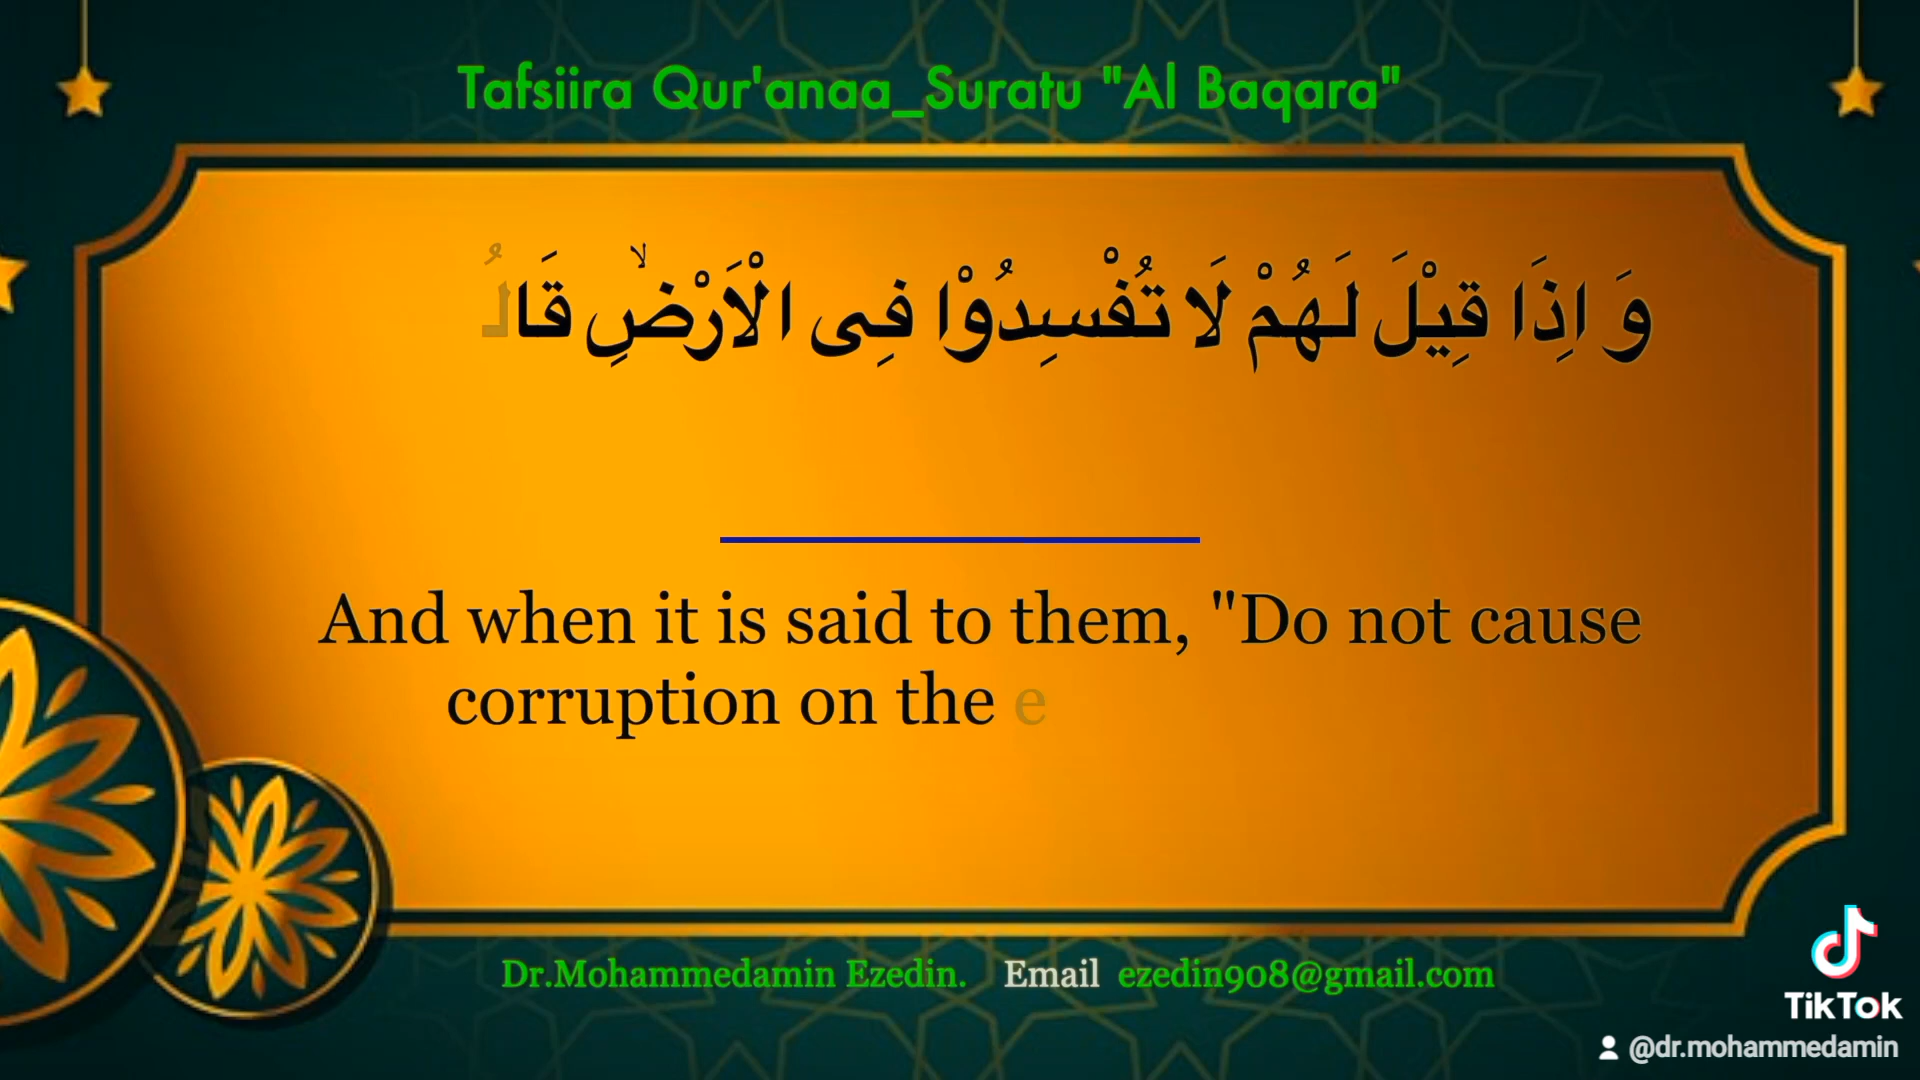 Tafsiira Qur'anaa_Suratu "Al Baqara"
وَ اِذَا قِيْلَ لَهُمْ لَا تُفْسِدُوْا فِى الْاَرْضِۙ قَالُ
And when it is said to them, "Do not cause
corruption on the e
Dr.Mohammedamin Ezedin. Email ezedin908@gmail.com
TikTok
@dr.mohammedamin